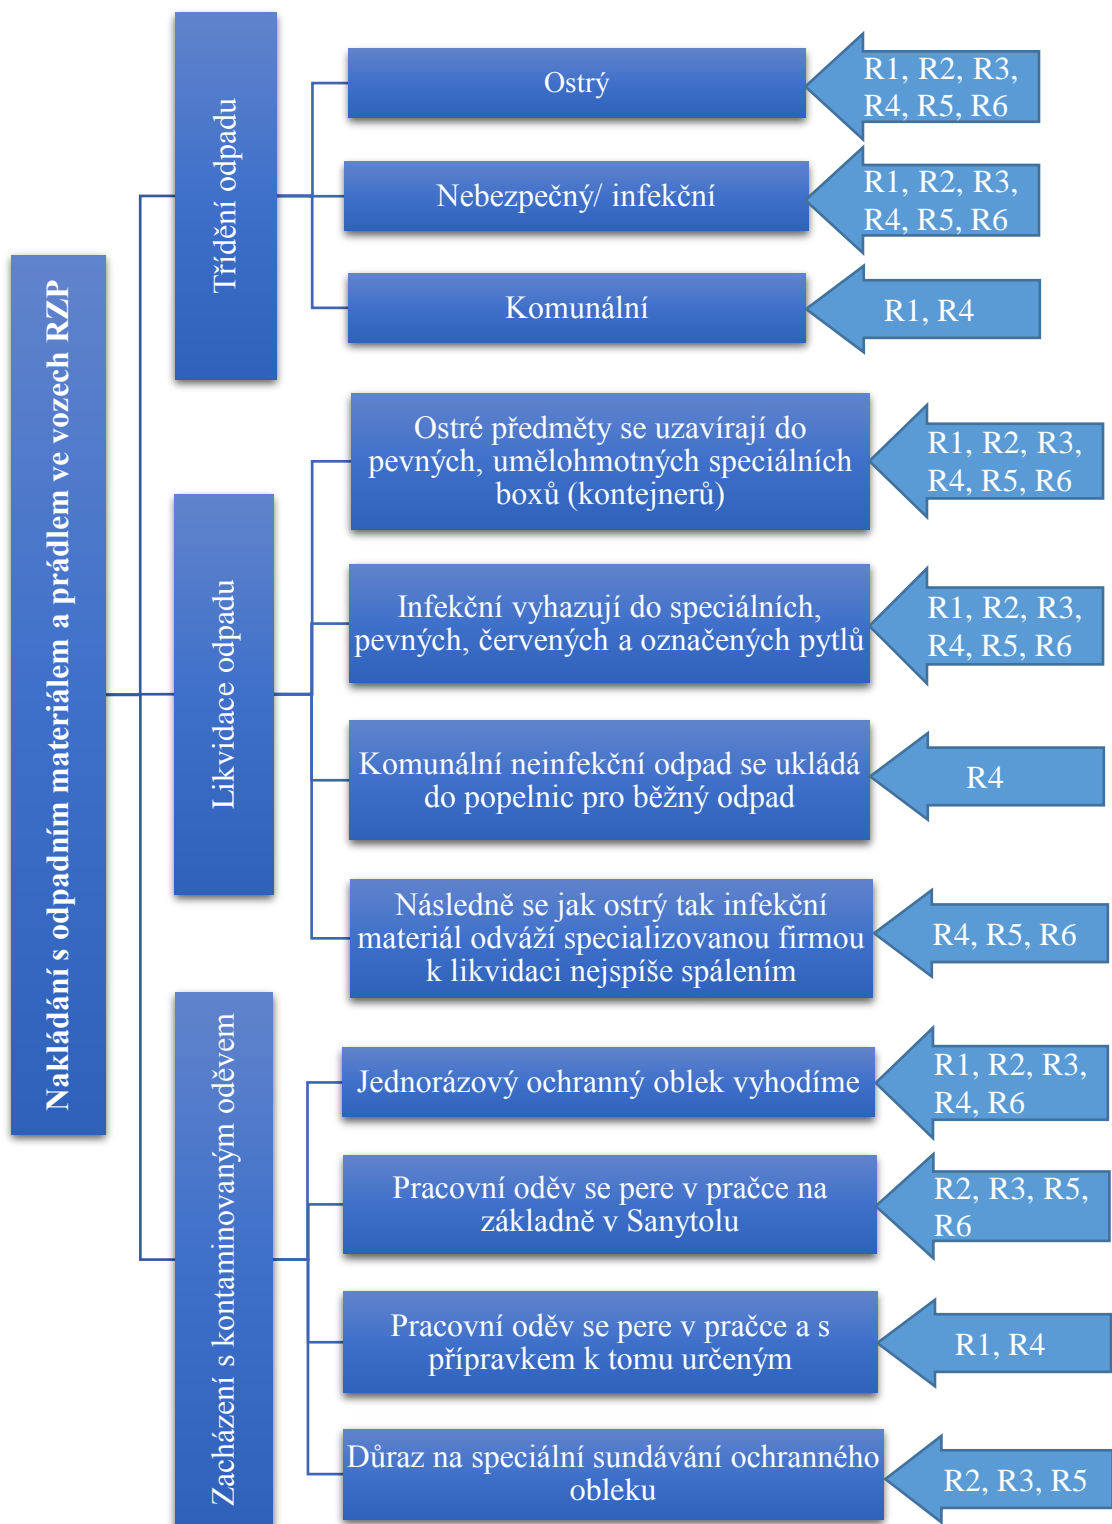 Nakládání s odpadním materiálem a prádlem ve vozech RZP
Třídění odpadu
Ostrý
R1, R2, R3,
R4, R5, R6
Nebezpečný/ infekční
R1, R2, R3,
R4, R5, R6
Komunální
R1, R4
Likvidace odpadu
Ostré předměty se uzavírají do
pevných, umělohmotných speciálních
boxů (kontejnerů)
R1, R2, R3,
R4, R5, R6
Infekční vyhazují do speciálních,
pevných, červených a označených pytlů
R1, R2, R3,
R4, R5, R6
Komunální neinfekční odpad se ukládá
do popelnic pro běžný odpad
R4
Následně se jak ostrý tak infekční
materiál odváží specializovanou firmou
k likvidaci nejspíše spálením
R4, R5, R6
Zacházení s kontaminovaným oděvem
Jednorázový ochranný oblek vyhodíme
R1, R2, R3,
R4, R6
Pracovní oděv se pere v pračce na
základně v Sanytolu
R2, R3, R5,
R6
Pracovní oděv se pere v pračce a s
přípravkem k tomu určeným
R1, R4
Důraz na speciální sundávání ochranného
obleku
R2, R3, R5